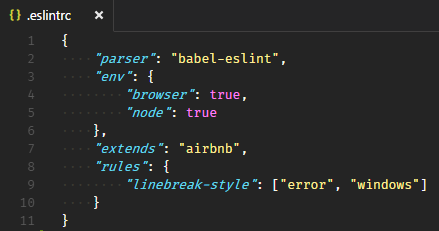 {} .eslintrc ×
1 {
2 "parser": "babel-eslint",
3 "env": {
4 "browser": true,
5 "node": true
6 },
7 "extends": "airbnb",
8 "rules": {
9 "linebreak-style": ["error", "windows"]
10 }
11 }